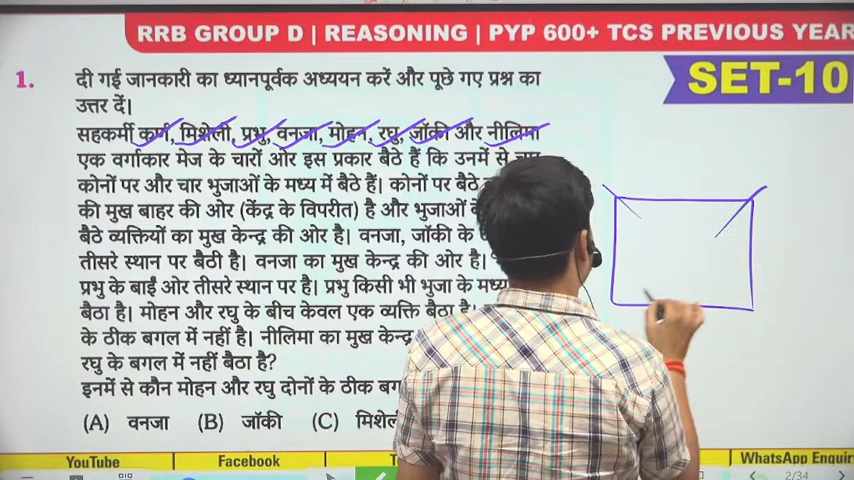 RRB GROUP D | REASONING | PYP 600+ TCS PREVIOUS YEAR
SET-10
1. दी गई जानकारी का ध्यानपूर्वक अध्ययन करें और पूछे गए प्रश्न का
उत्तर दें।
सहकर्मी कर्ण, मिशेली, प्रभु, वनजा, मोहन, रघु, जॉकी और नीलिमा
एक वर्गाकार मेज के चारों ओर इस प्रकार बैठे हैं कि उनमें से चार
कोनों पर और चार भुजाओं के मध्य में बैठे हैं। कोनों पर बैठे
की मुख बाहर की ओर (केंद्र के विपरीत) है और भुजाओं के
बैठे व्यक्तियों का मुख केन्द्र की ओर है। वनजा, जॉकी के
तीसरे स्थान पर बैठी है। वनजा का मुख केन्द्र की ओर है।
प्रभु के बाईं ओर तीसरे स्थान पर है। प्रभु किसी भी भुजा के मध्य
बैठा है। मोहन और रघु के बीच केवल एक व्यक्ति बैठा है।
के ठीक बगल में नहीं है। नीलिमा का मुख केन्द्र
रघु के बगल में नहीं बैठा है?
इनमें से कौन मोहन और रघु दोनों के ठीक
(A) वनजा (B) जॉकी (C)
YouTube Facebook WhatsApp
2/34